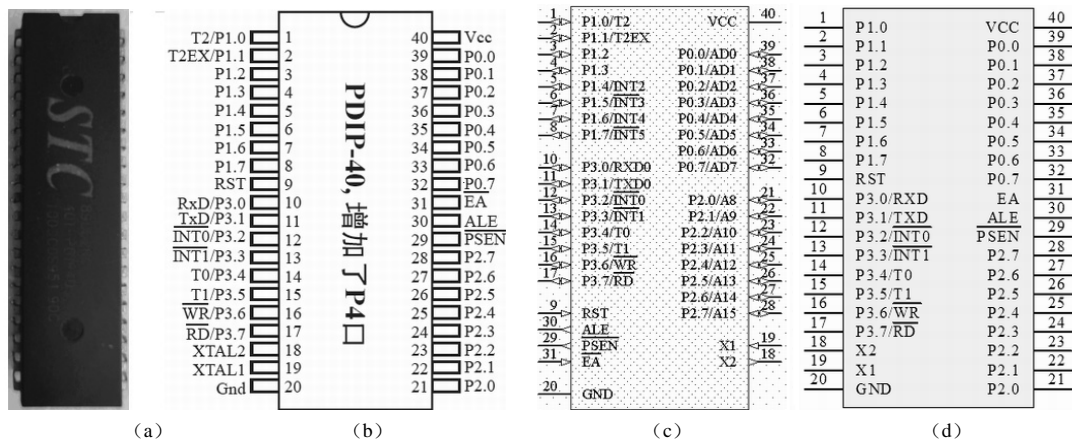 STC
T2/P1.0 1 40 Vcc
T2EX/P1.1 2 39 P0.0
P1.2 3 38 P0.1
P1.3 4 37 P0.2
P1.4 5 36 P0.3
P1.5 6 35 P0.4
P1.6 7 34 P0.5
P1.7 8 33 P0.6
RST 9 32 P0.7
RxD/P3.0 10 31 EA
TxD/P3.1 11 30 ALE
INT0/P3.2 12 29 PSEN
INT1/P3.3 13 28 P2.7
T0/P3.4 14 27 P2.6
T1/P3.5 15 26 P2.5
WR/P3.6 16 25 P2.4
RD/P3.7 17 24 P2.3
XTAL2 18 23 P2.2
XTAL1 19 22 P2.1
Gnd 20 21 P2.0
PDIP-40,增加了P4口
1 P1.0/T2 VCC 40
2 P1.1/T2EX
3 P1.2 P0.0/AD0 39
4 P1.3 P0.1/AD1 38
5 P1.4/INT2 P0.2/AD2 37
6 P1.5/INT3 P0.3/AD3 36
7 P1.6/INT4 P0.4/AD4 35
8 P1.7/INT5 P0.5/AD5 34
P0.6/AD6 33
10 P3.0/RXD0 P0.7/AD7 32
11 P3.1/TXD0
12 P3.2/INT0 P2.0/A8 21
13 P3.3/INT1 P2.1/A9 22
14 P3.4/T0 P2.2/A10 23
15 P3.5/T1 P2.3/A11 24
16 P3.6/WR P2.4/A12 25
17 P3.7/RD P2.5/A13 26
P2.6/A14 27
9 RST P2.7/A15 28
30 ALE
29 PSEN X1 19
31 EA X2 18
20 GND
1 P1.0 VCC 40
2 P1.1 P0.0 39
3 P1.2 P0.1 38
4 P1.3 P0.2 37
5 P1.4 P0.3 36
6 P1.5 P0.4 35
7 P1.6 P0.5 34
8 P1.7 P0.6 33
9 RST P0.7 32
10 P3.0/RXD EA 31
11 P3.1/TXD ALE 30
12 P3.2/INT0 PSEN 29
13 P3.3/INT1 P2.7 28
14 P3.4/T0 P2.6 27
15 P3.5/T1 P2.5 26
16 P3.6/WR P2.4 25
17 P3.7/RD P2.3 24
18 X2 P2.2 23
19 X1 P2.1 22
20 GND P2.0 21
(a) (b) (c) (d)